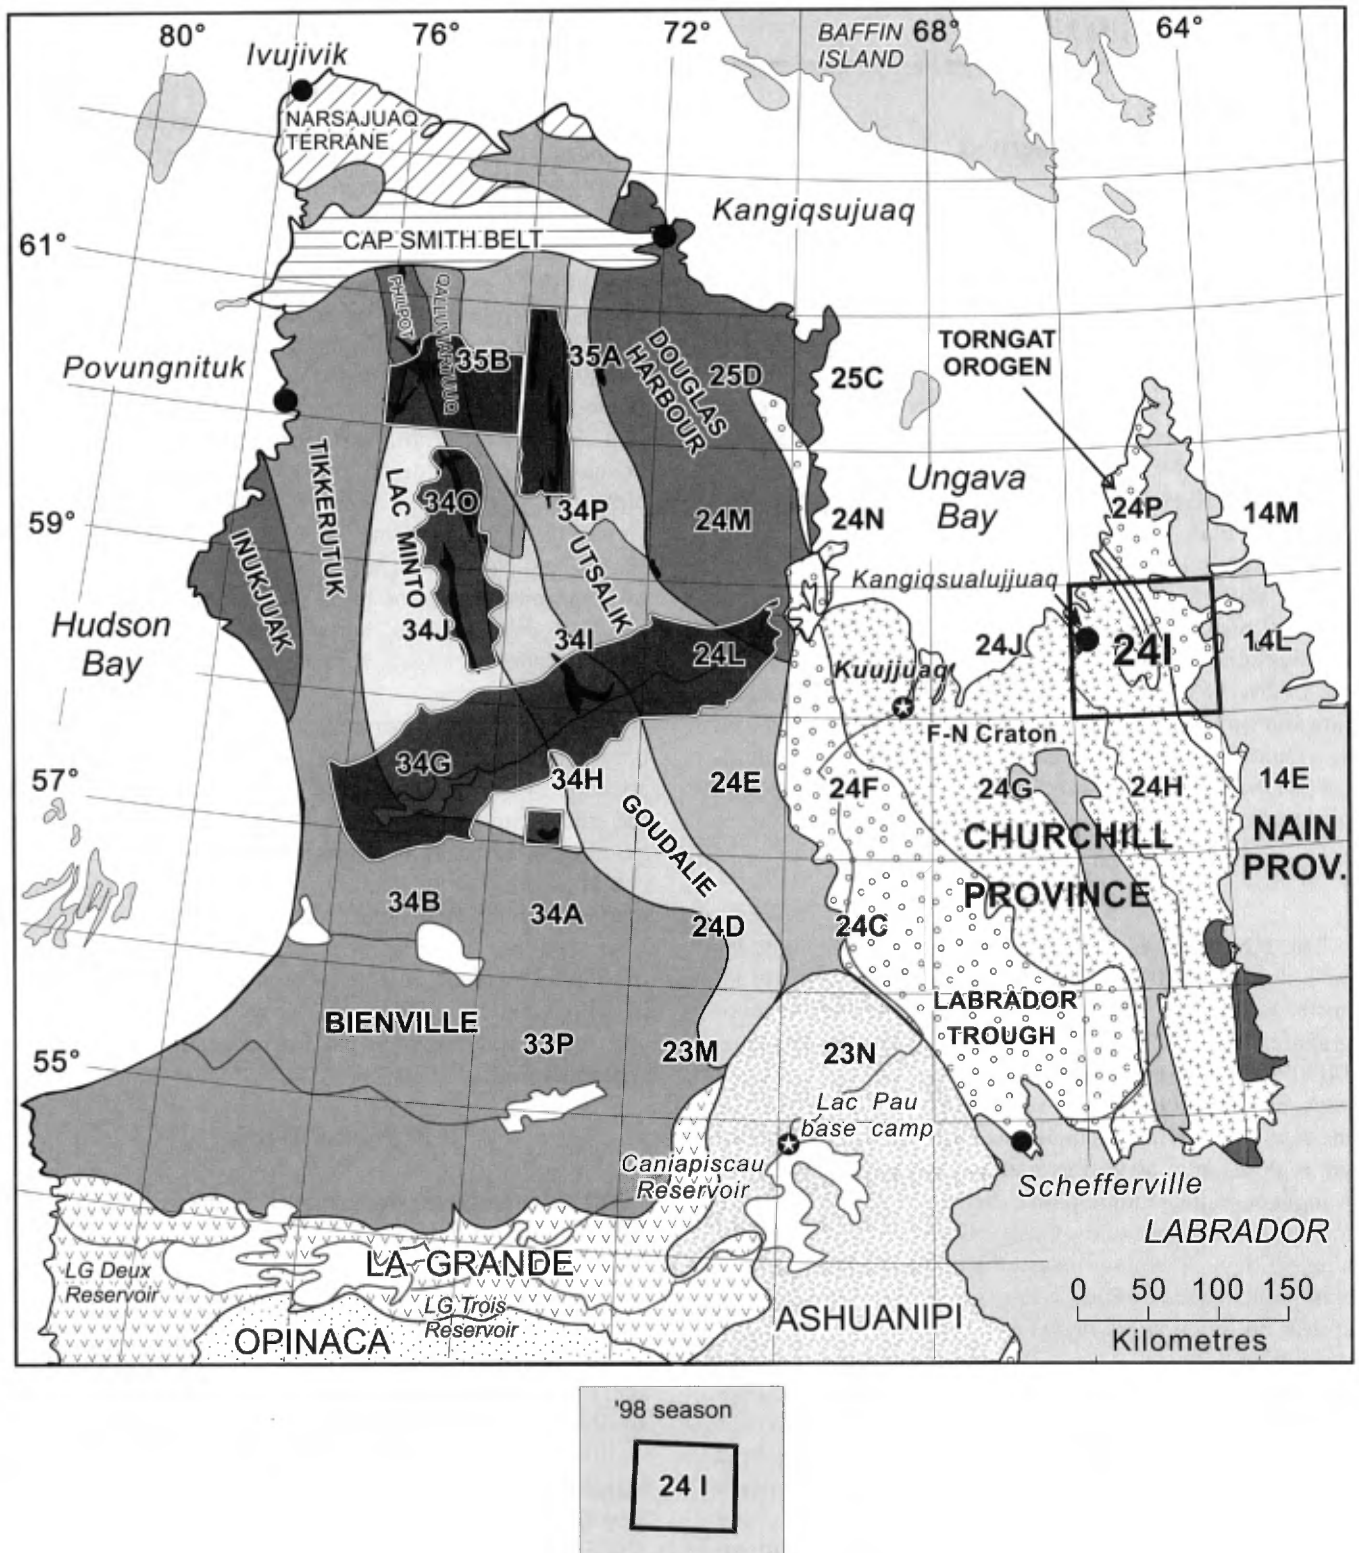 80°
76°
72°
68°
64°
BAFFIN
ISLAND
Ivujivik
NARSAJUAQ
TERRANE
Kangiqsujuaq
61°
CAP SMITH BELT
PHILPOT
QALLUVIARTUUQ
35B
35A
DOUGLAS
HARBOUR
25D
25C
TORNGAT
OROGEN
Povungnituk
TIKKERUTUK
LAC MINTO
34O
34P
24M
24N
Ungava
Bay
24P
14M
59°
INUKJUAK
UTSALIK
Kangiqsualujjuaq
Hudson
Bay
34J
34I
24L
24J
24I
14L
Kuujjuaq
F-N Craton
57°
34G
34H
24E
24F
24G
24H
14E
GOUDALIE
CHURCHILL
PROVINCE
NAIN
PROV.
34B
34A
24D
24C
BIENVILLE
LABRADOR
TROUGH
33P
23M
23N
55°
Lac Pau
base camp
Caniapiscau
Reservoir
Schefferville
LABRADOR
LG Deux
Reservoir
LA GRANDE
LG Trois
Reservoir
OPINACA
ASHUANIPI
0 50 100 150
Kilometres
'98 season
24 I